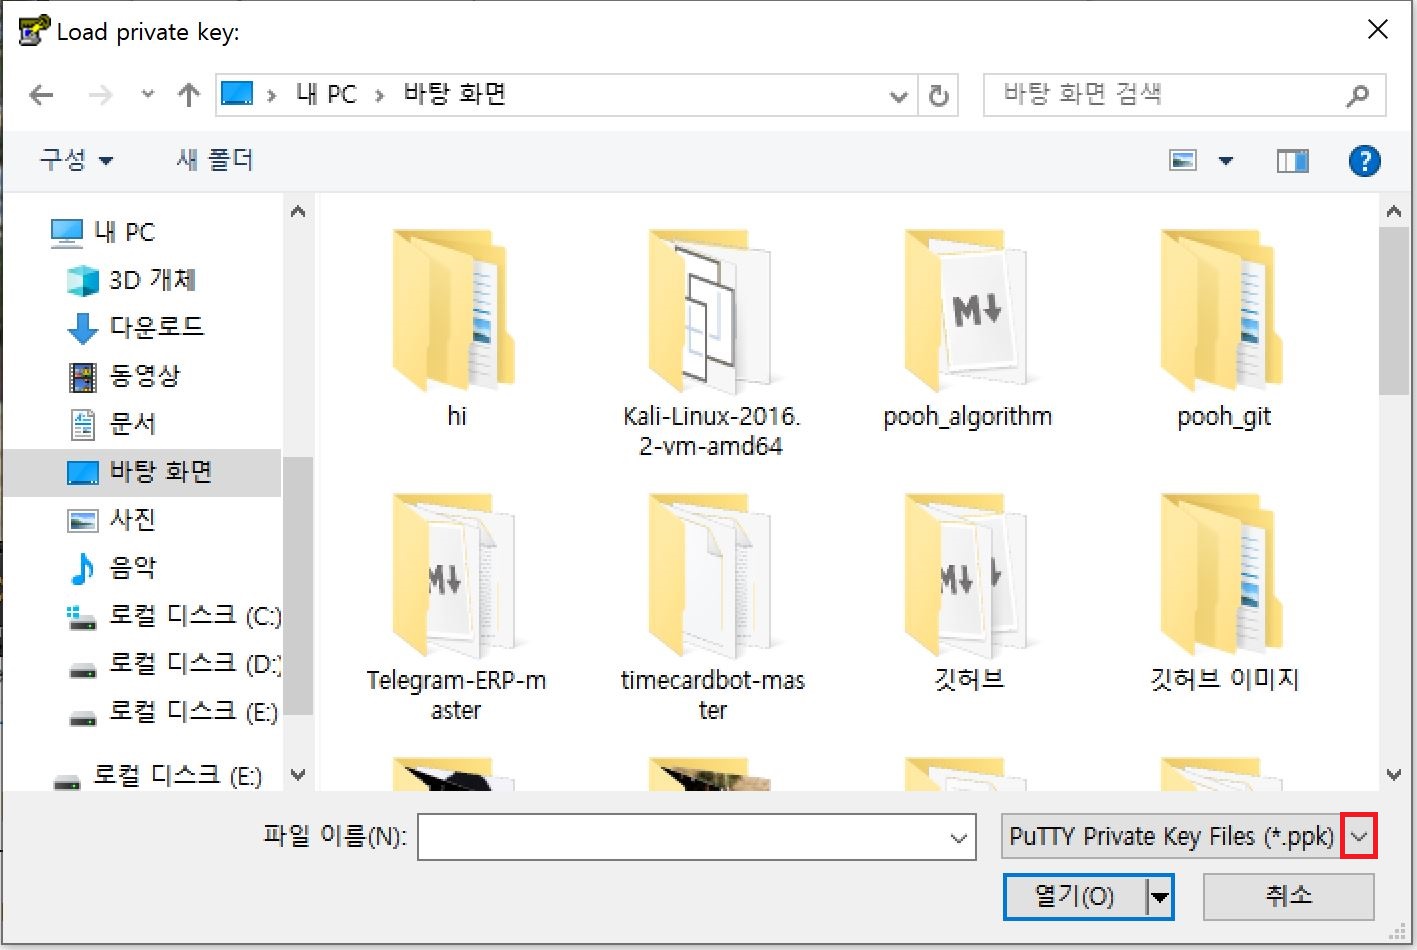 Load private key:
내 PC
바탕 화면
바탕 화면 검색
구성
새 폴더
내 PC
3D 개체
다운로드
동영상
문서
바탕 화면
사진
음악
로컬 디스크 (C:)
로컬 디스크 (D:)
로컬 디스크 (E:)
로컬 디스크 (E:)
hi
Kali-Linux-2016.
2-vm-amd64
pooh_algorithm
pooh_git
Telegram-ERP-m
aster
timecardbot-mas
ter
깃허브
깃허브 이미지
파일 이름(N):
PuTTY Private Key Files (*.ppk)
열기(O)
취소